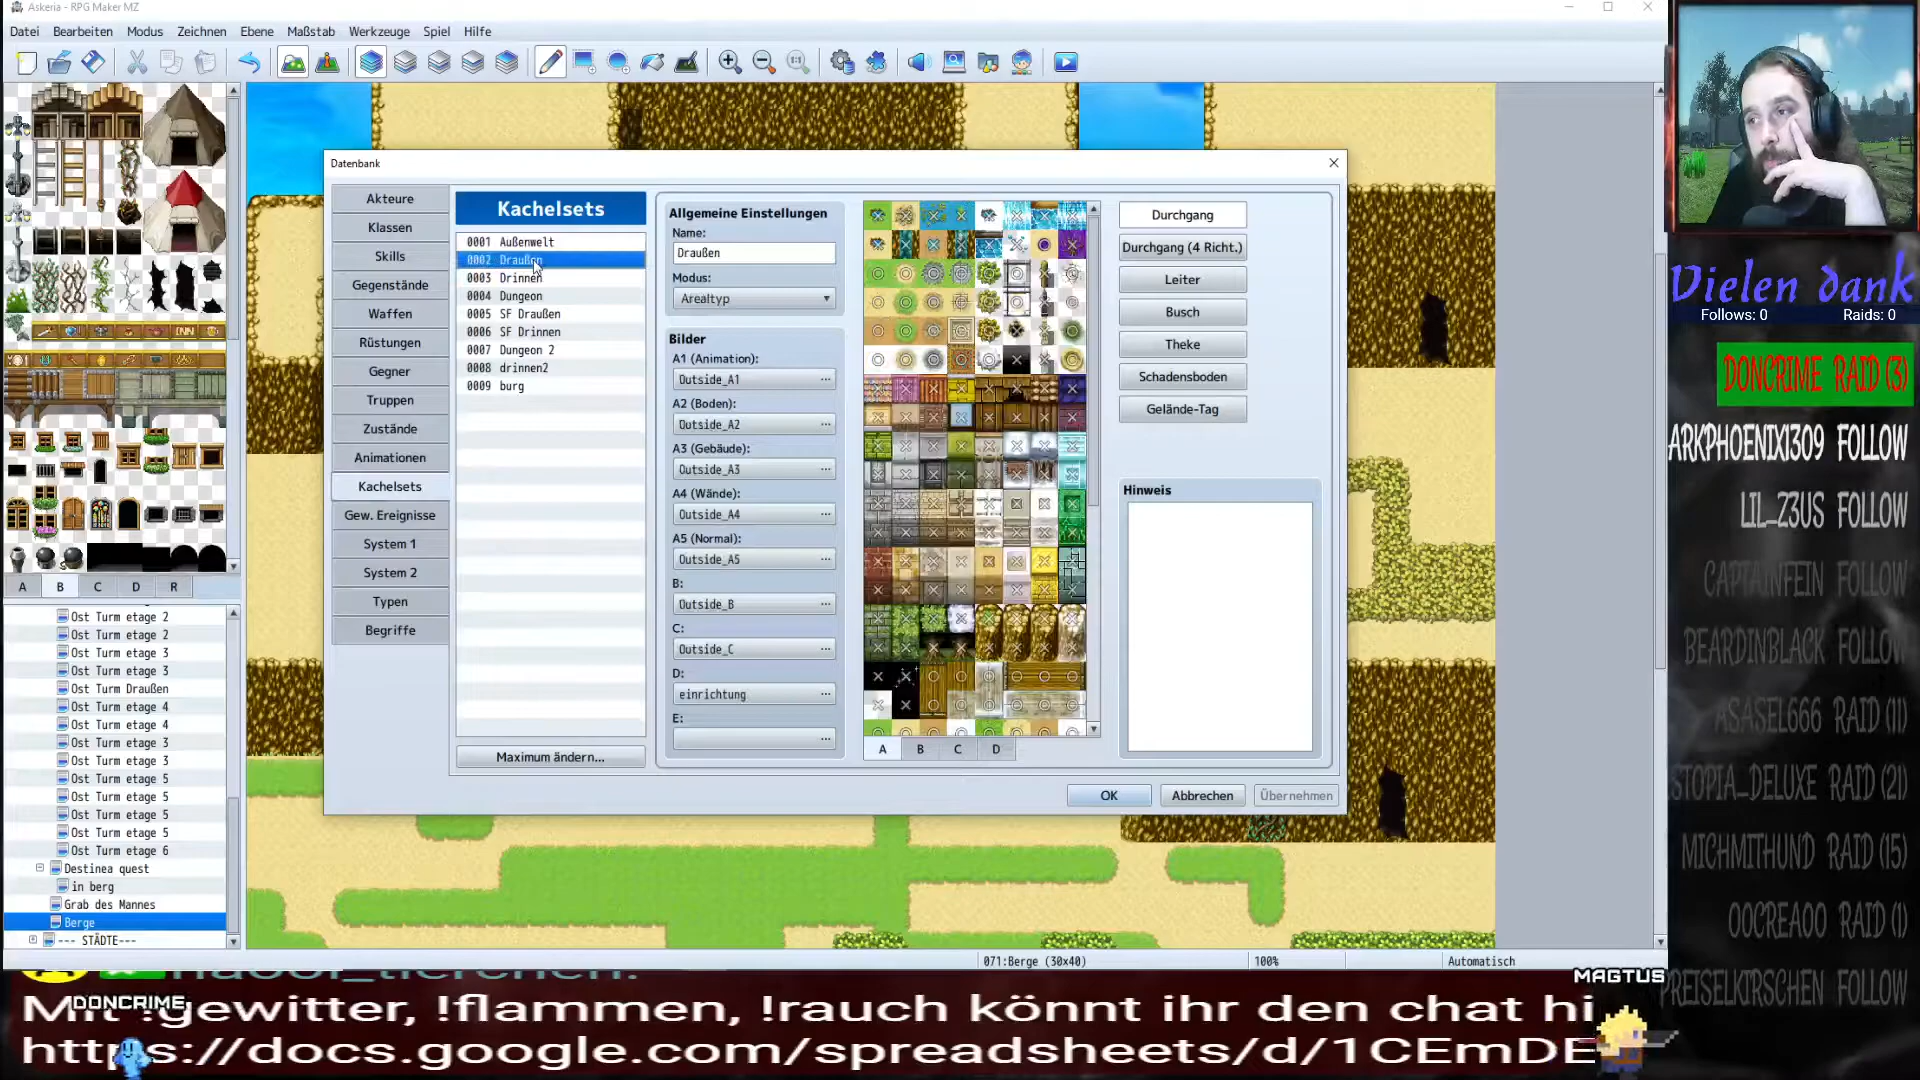 Askeria - RPG Maker MZ
Datei Bearbeiten Modus Zeichnen Ebene Maßstab Werkzeuge Spiel Hilfe
A B C D R
Ost Turm etage 2
Ost Turm etage 2
Ost Turm etage 3
Ost Turm etage 3
Ost Turm Draußen
Ost Turm etage 4
Ost Turm etage 4
Ost Turm etage 3
Ost Turm etage 3
Ost Turm etage 5
Ost Turm etage 5
Ost Turm etage 5
Ost Turm etage 5
Ost Turm etage 6
Destinea quest
in berg
Grab des Mannes
Berge
--- STÄDTE---
Datenbank
Akteure
Klassen
Skills
Gegenstände
Waffen
Rüstungen
Gegner
Truppen
Zustände
Animationen
Kachelsets
Gew. Ereignisse
System 1
System 2
Typen
Begriffe
Kachelsets
0001 Außenwelt
0002 Draußen
0003 Drinnen
0004 Dungeon
0005 SF Draußen
0006 SF Drinnen
0007 Dungeon 2
0008 drinnen2
0009 burg
Maximum ändern...
Allgemeine Einstellungen
Name:
Draußen
Modus:
Arealtyp
Bilder
A1 (Animation):
Outside_A1
A2 (Boden):
Outside_A2
A3 (Gebäude):
Outside_A3
A4 (Wände):
Outside_A4
A5 (Normal):
Outside_A5
B:
Outside_B
C:
Outside_C
D:
einrichtung
E:
A B C D
Durchgang
Durchgang (4 Richt.)
Leiter
Busch
Theke
Schadensboden
Gelände-Tag
Hinweis
OK Abbrechen Übernehmen
071:Berge (30x40) 100% Automatisch
Vielen dank
Follows: 0 Raids: 0
DONCRIME RAID (3)
ARKPHOENIX1309 FOLLOW
LIL_Z3US FOLLOW
CAPTAINFEIN FOLLOW
BEARDINBLACK FOLLOW
ASASEL666 RAID (11)
STOPIA_DELUXE RAID (21)
MICHMITHUND RAID (15)
OOCREAOO RAID (1)
PREISELKIRSCHEN FOLLOW
MAGTUS
DONCRIME
Mit !gewitter, !flammen, !rauch könnt ihr den chat hi
https://docs.google.com/spreadsheets/d/1CEmDE